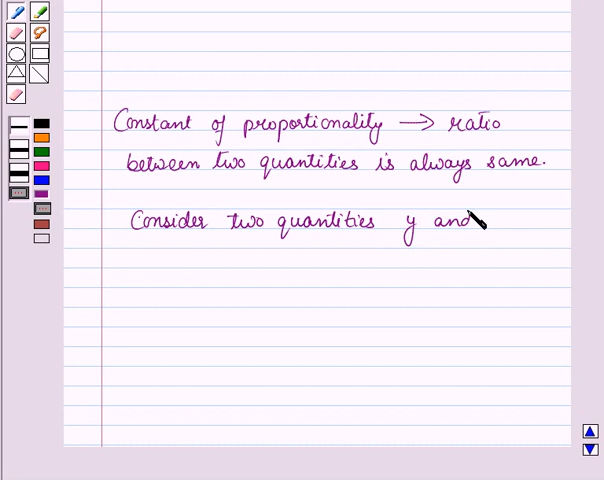 Constant of proportionality → ratio
between two quantities is always same.
Consider two quantities y and